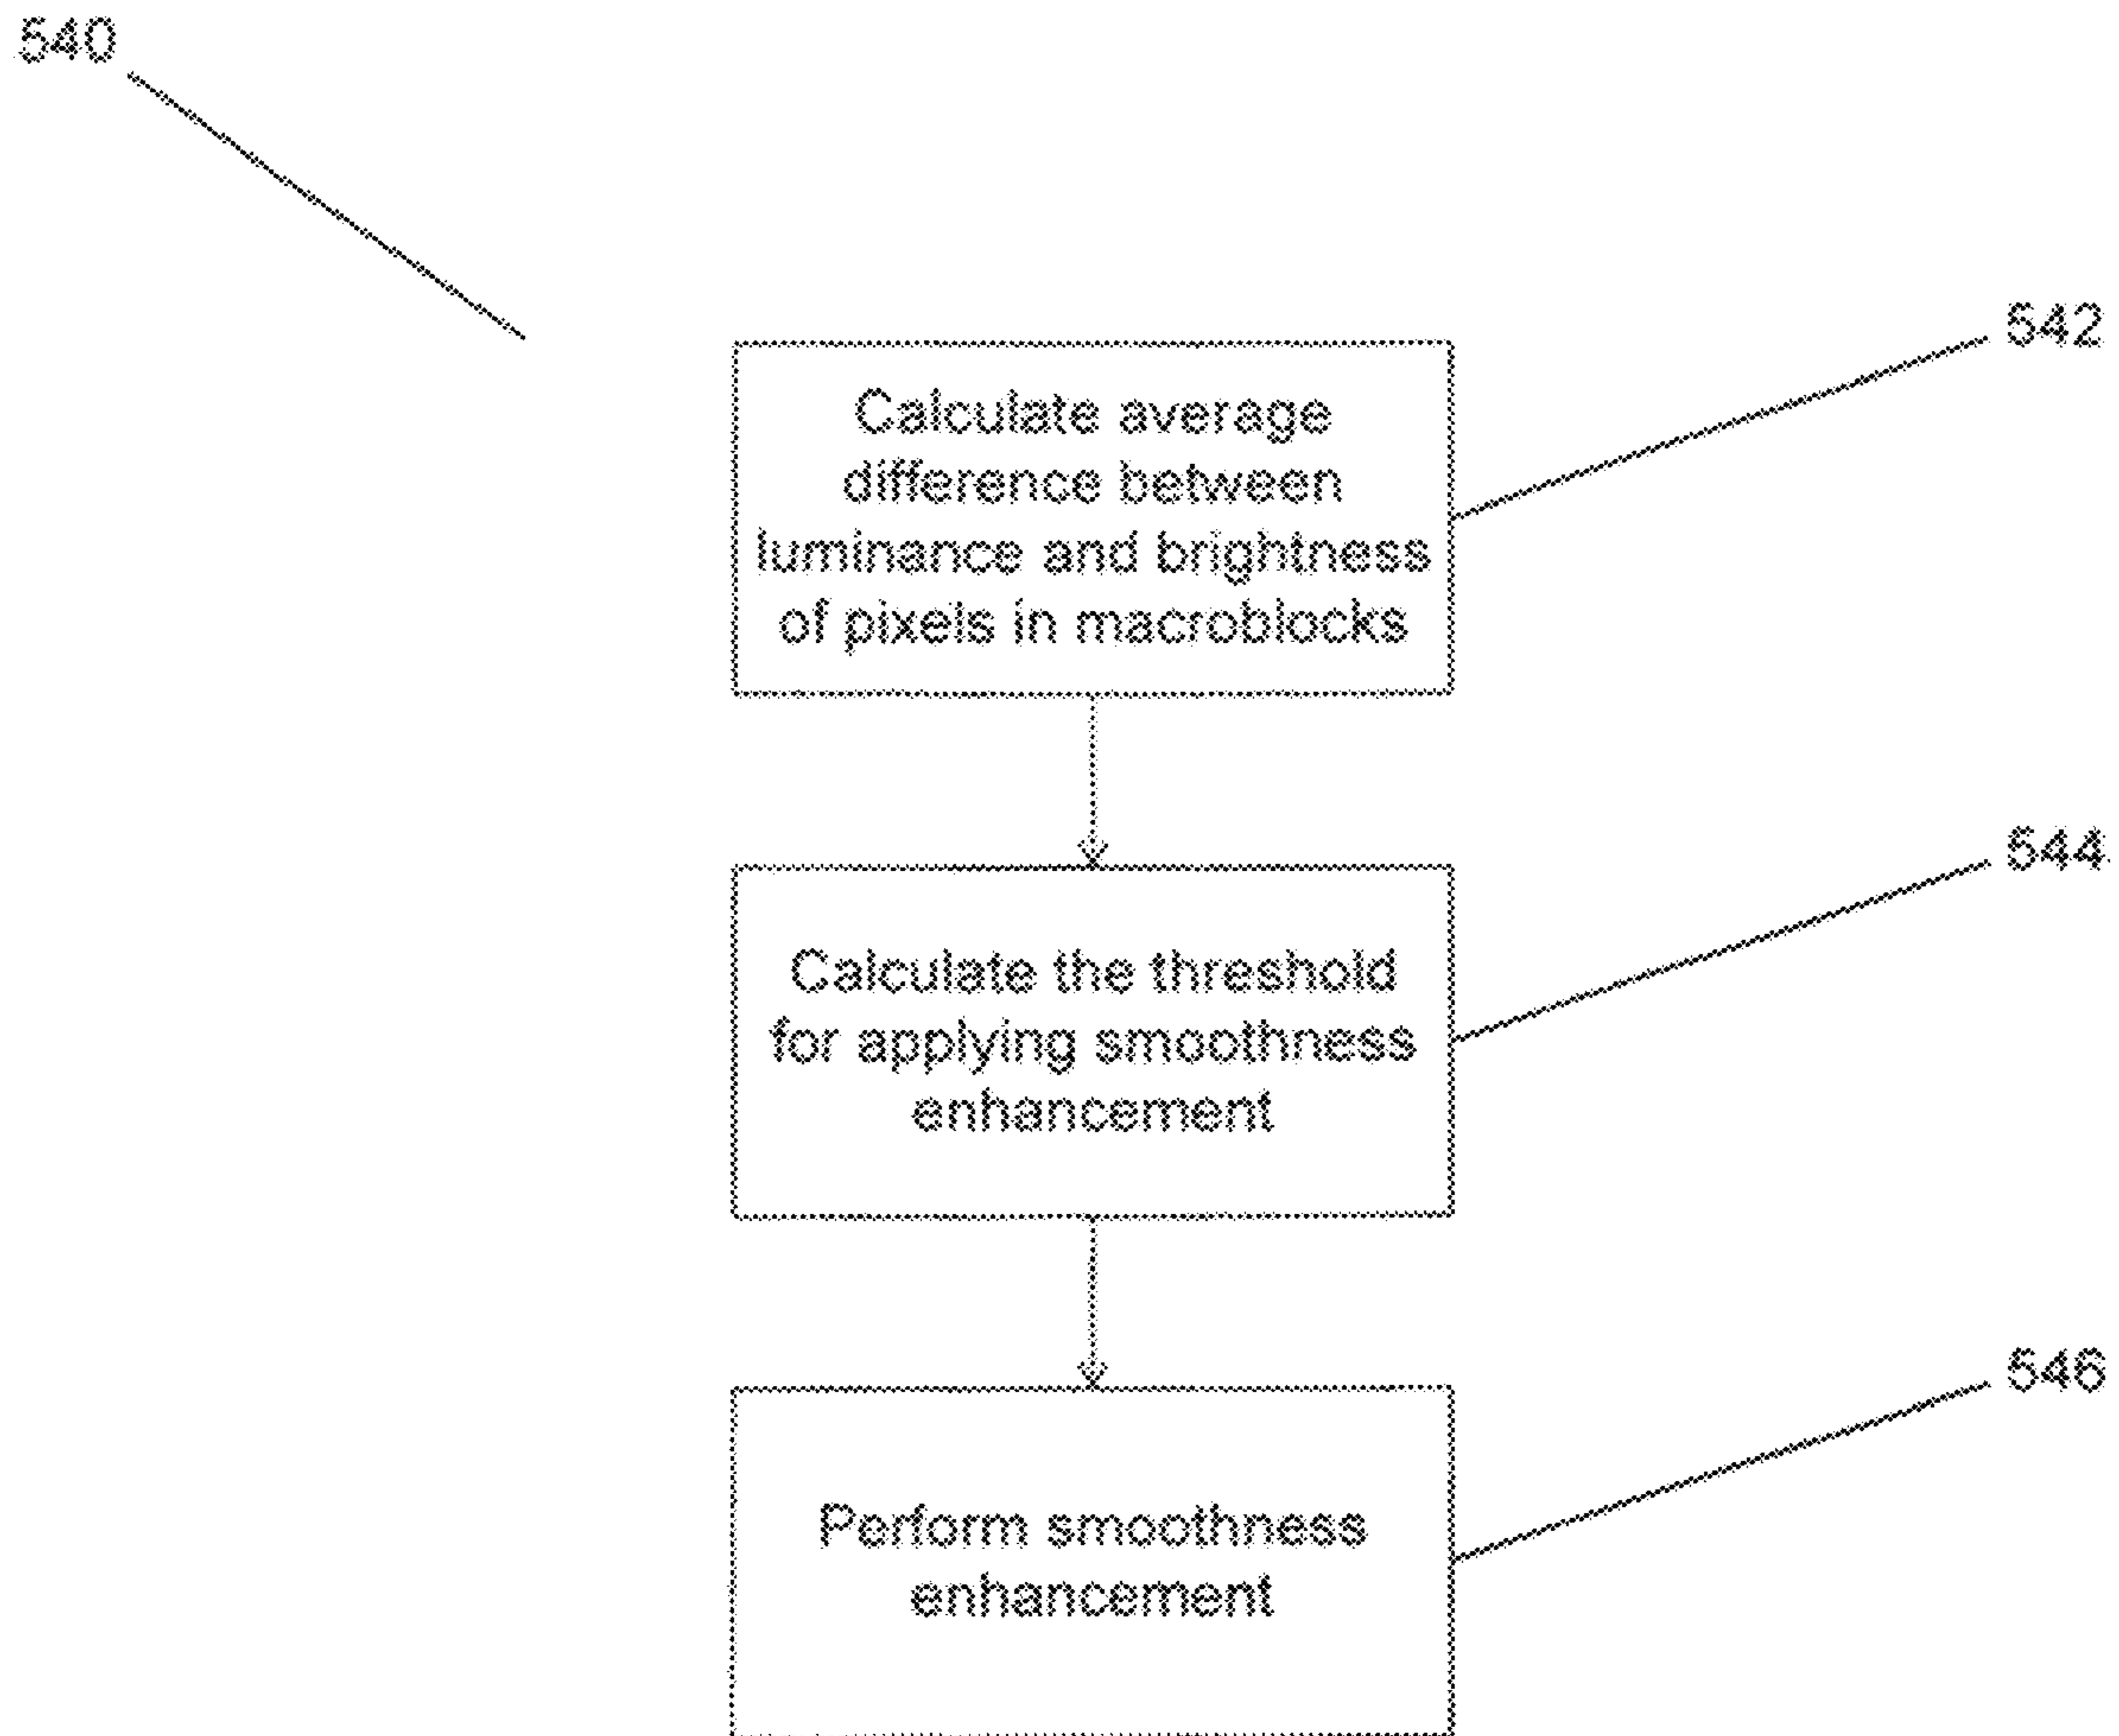 540
542
Calculate average
difference between
luminance and brightness
of pixels in macroblocks
544
Calculate the threshold
for applying smoothness
enhancement
546
Perform smoothness
enhancement